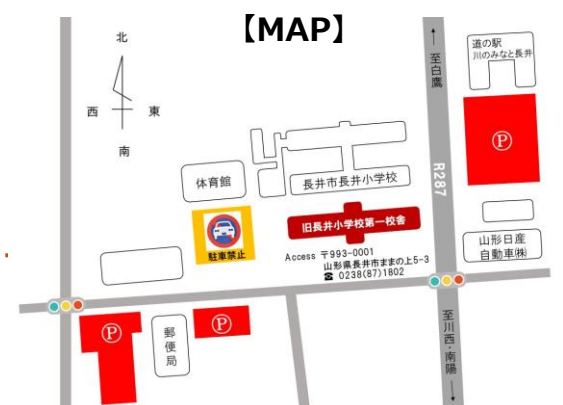 【MAP】
北
西 東
南
↑
至白鷹
道の駅
川のみなと長井
P
R287
体育館
長井市長井小学校
旧長井小学校第一校舎
駐車禁止
Access 〒993-0001
山形県長井市ままの上5-3
☎ 0238(87)1802
山形日産
自動車㈱
P
郵便局
P
至川西・南陽
↓